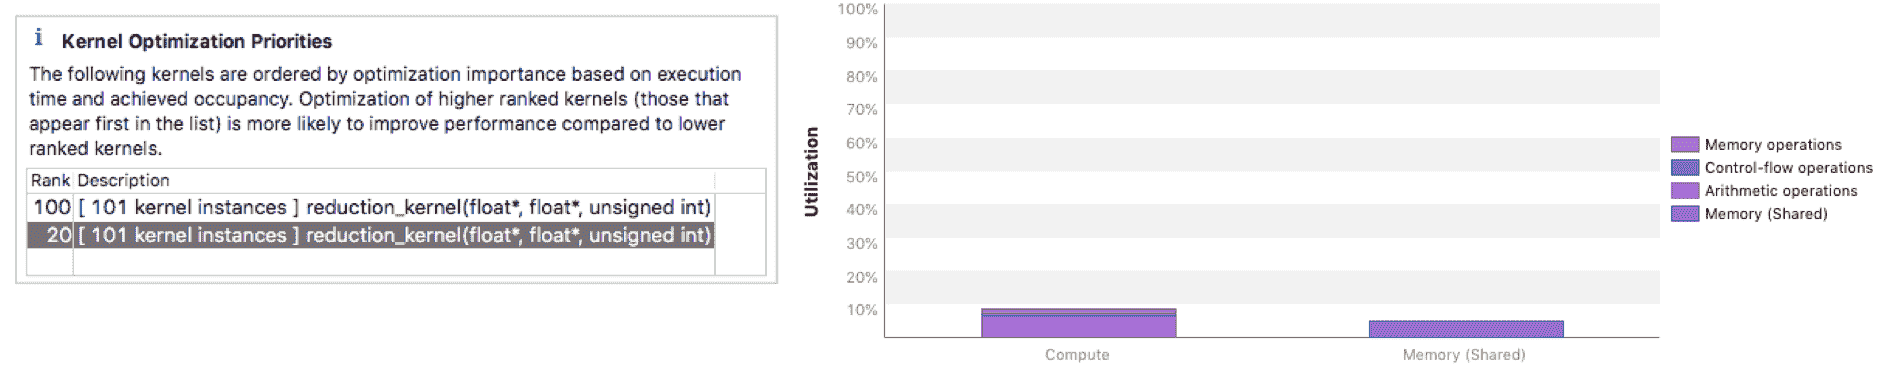 i Kernel Optimization Priorities
The following kernels are ordered by optimization importance based on execution
time and achieved occupancy. Optimization of higher ranked kernels (those that
appear first in the list) is more likely to improve performance compared to lower
ranked kernels.
Rank Description
100 [ 101 kernel instances ] reduction_kernel(float*, float*, unsigned int)
20 [ 101 kernel instances ] reduction_kernel(float*, float*, unsigned int)
Utilization
100%
90%
80%
70%
60%
50%
40%
30%
20%
10%
Compute
Memory (Shared)
Memory operations
Control-flow operations
Arithmetic operations
Memory (Shared)